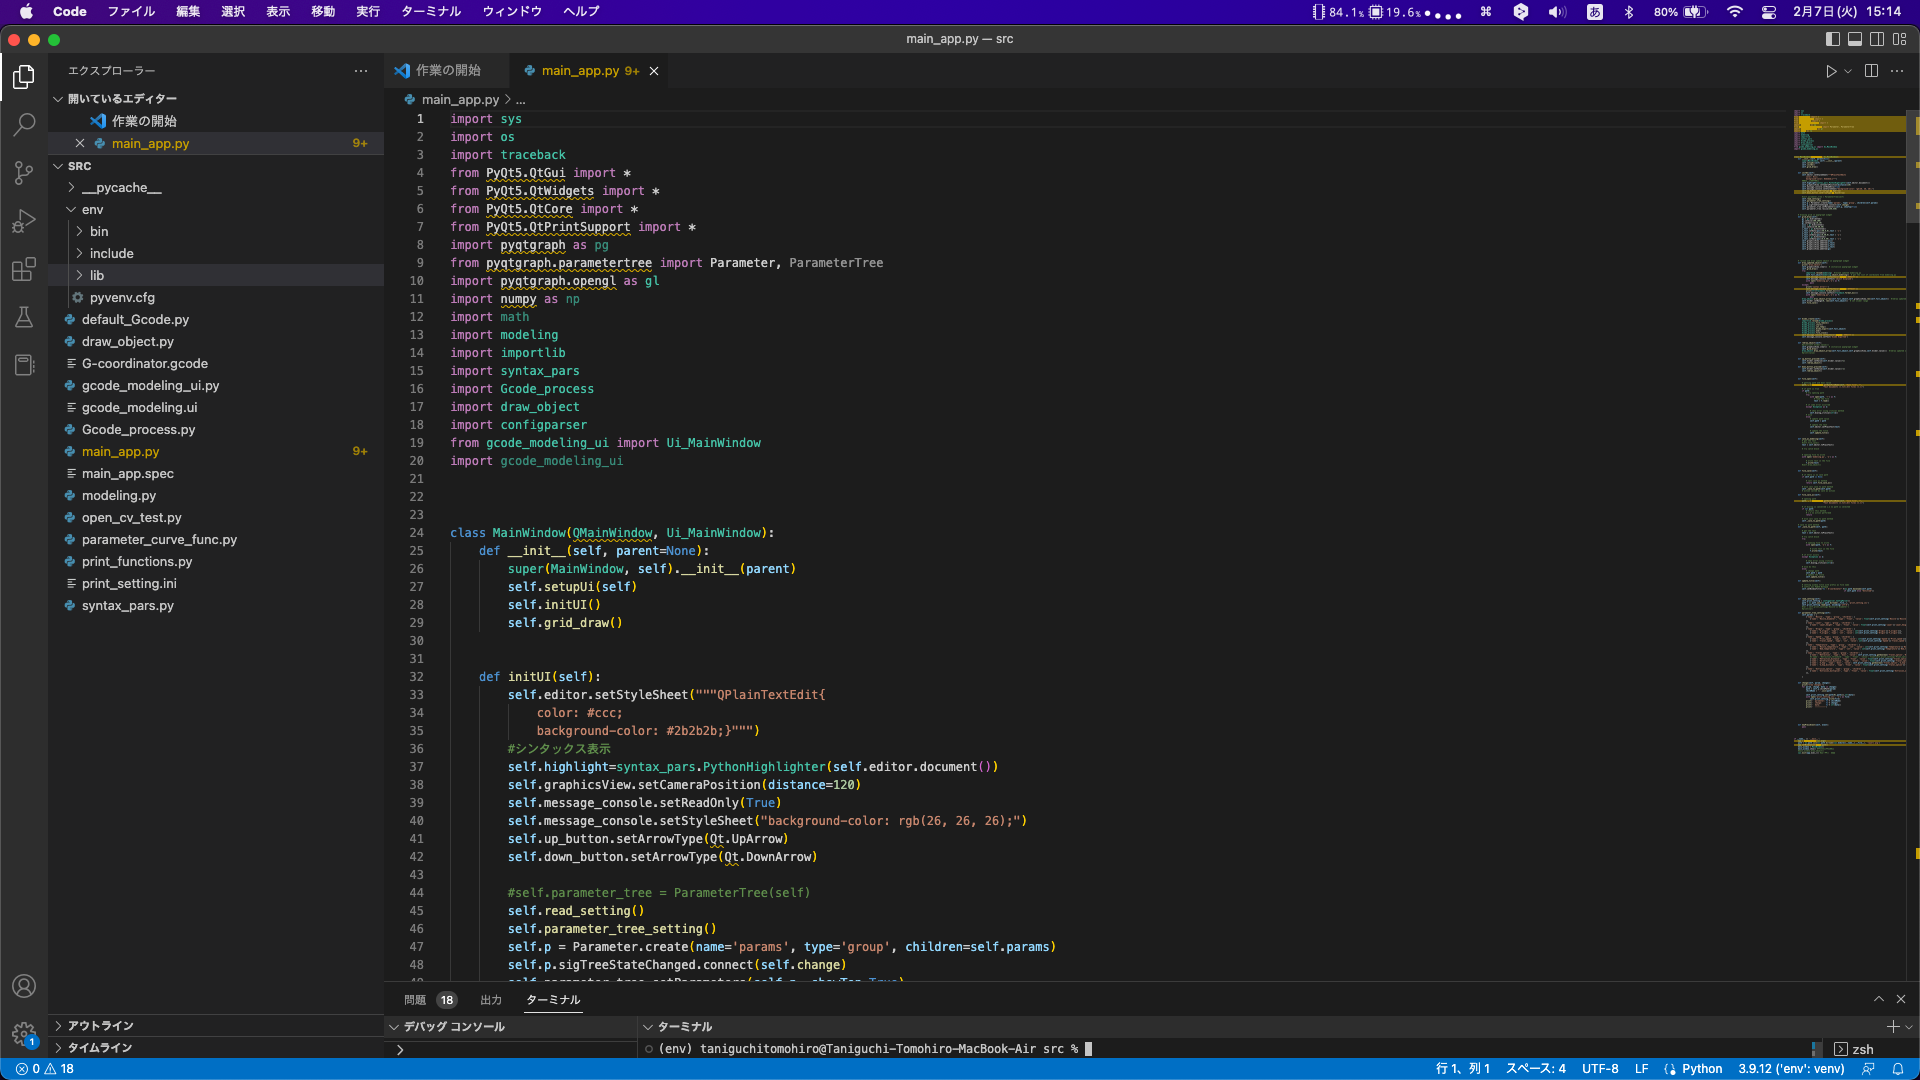 Code ファイル 編集 選択 表示 移動 実行 ターミナル ウィンドウ ヘルプ 84.1% 19.6% あ 80% 2月7日(火) 15:14
main_app.py — src
エクスプローラー
開いているエディター
作業の開始
main_app.py 9+
SRC
__pycache__
env
bin
include
lib
pyvenv.cfg
default_Gcode.py
draw_object.py
G-coordinator.gcode
gcode_modeling_ui.py
gcode_modeling.ui
Gcode_process.py
main_app.py 9+
main_app.spec
modeling.py
open_cv_test.py
parameter_curve_func.py
print_functions.py
print_setting.ini
syntax_pars.py
アウトライン
タイムライン
作業の開始 main_app.py 9+
main_app.py > ...
1 import sys
2 import os
3 import traceback
4 from PyQt5.QtGui import *
5 from PyQt5.QtWidgets import *
6 from PyQt5.QtCore import *
7 from PyQt5.QtPrintSupport import *
8 import pyqtgraph as pg
9 from pyqtgraph.parametertree import Parameter, ParameterTree
10 import pyqtgraph.opengl as gl
11 import numpy as np
12 import math
13 import modeling
14 import importlib
15 import syntax_pars
16 import Gcode_process
17 import draw_object
18 import configparser
19 from gcode_modeling_ui import Ui_MainWindow
20 import gcode_modeling_ui
21
22
23
24 class MainWindow(QMainWindow, Ui_MainWindow):
25 def __init__(self, parent=None):
26 super(MainWindow, self).__init__(parent)
27 self.setupUi(self)
28 self.initUI()
29 self.grid_draw()
30
31
32 def initUI(self):
33 self.editor.setStyleSheet("""QPlainTextEdit{
34 color: #ccc;
35 background-color: #2b2b2b;}""")
36 #シンタックス表示
37 self.highlight=syntax_pars.PythonHighlighter(self.editor.document())
38 self.graphicsView.setCameraPosition(distance=120)
39 self.message_console.setReadOnly(True)
40 self.message_console.setStyleSheet("background-color: rgb(26, 26, 26);")
41 self.up_button.setArrowType(Qt.UpArrow)
42 self.down_button.setArrowType(Qt.DownArrow)
43
44 #self.parameter_tree = ParameterTree(self)
45 self.read_setting()
46 self.parameter_tree_setting()
47 self.p = Parameter.create(name='params', type='group', children=self.params)
48 self.p.sigTreeStateChanged.connect(self.change)
問題 18 出力 ターミナル
デバッグ コンソール
ターミナル
(env) taniguchitomohiro@Taniguchi-Tomohiro-MacBook-Air src %
zsh
1
0 18 行 1、列 1 スペース: 4 UTF-8 LF Python 3.9.12 ('env': venv)